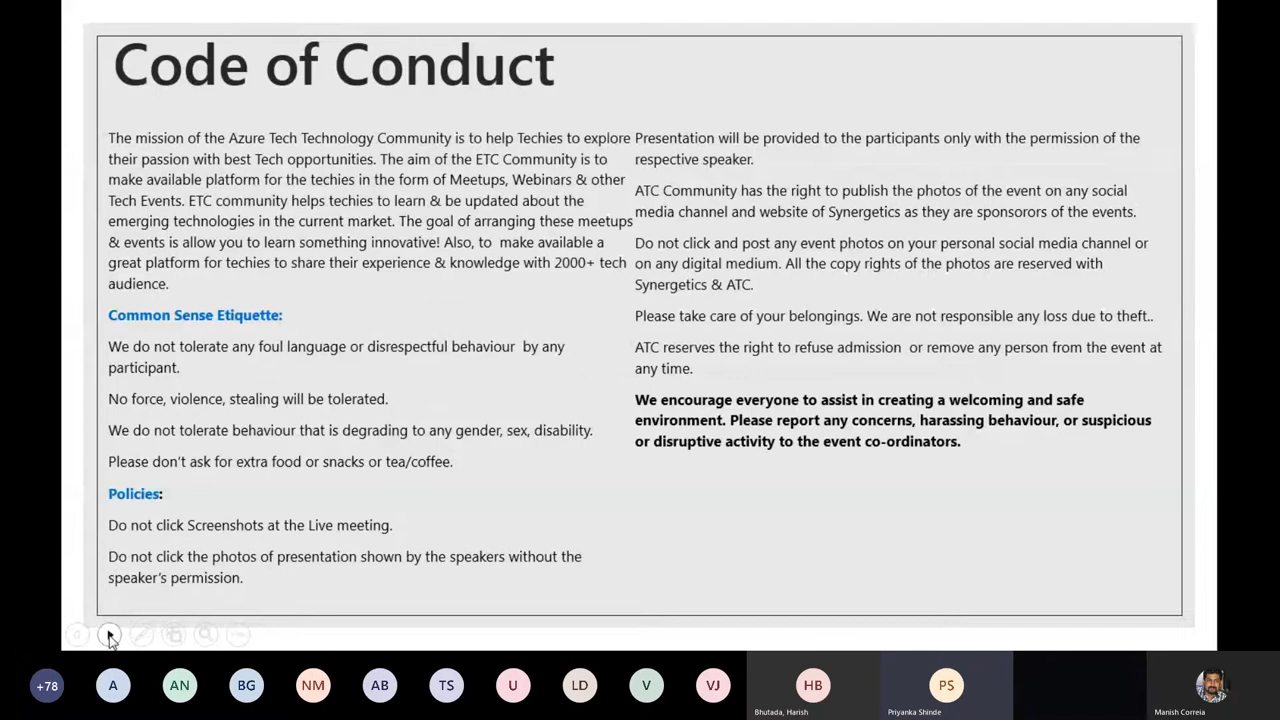 Code of Conduct
The mission of the Azure Tech Technology Community is to help Techies to explore
their passion with best Tech opportunities. The aim of the ETC Community is to
make available platform for the techies in the form of Meetups, Webinars & other
Tech Events. ETC community helps techies to learn & be updated about the
emerging technologies in the current market. The goal of arranging these meetups
& events is allow you to learn something innovative! Also, to  make available a
great platform for techies to share their experience & knowledge with 2000+ tech
audience.
Common Sense Etiquette:
We do not tolerate any foul language or disrespectful behaviour  by any
participant.
No force, violence, stealing will be tolerated.
We do not tolerate behaviour that is degrading to any gender, sex, disability.
Please don't ask for extra food or snacks or tea/coffee.
Policies:
Do not click Screenshots at the Live meeting.
Do not click the photos of presentation shown by the speakers without the
speaker's permission.
Presentation will be provided to the participants only with the permission of the
respective speaker.
ATC Community has the right to publish the photos of the event on any social
media channel and website of Synergetics as they are sponsorors of the events.
Do not click and post any event photos on your personal social media channel or
on any digital medium. All the copy rights of the photos are reserved with
Synergetics & ATC.
Please take care of your belongings. We are not responsible any loss due to theft..
ATC reserves the right to refuse admission  or remove any person from the event at
any time.
We encourage everyone to assist in creating a welcoming and safe
environment. Please report any concerns, harassing behaviour, or suspicious
or disruptive activity to the event co-ordinators.
+78
A
AN
BG
NM
AB
TS
U
LD
V
VJ
HB
PS
Bhutada, Harish
Priyanka Shinde
Manish Correia